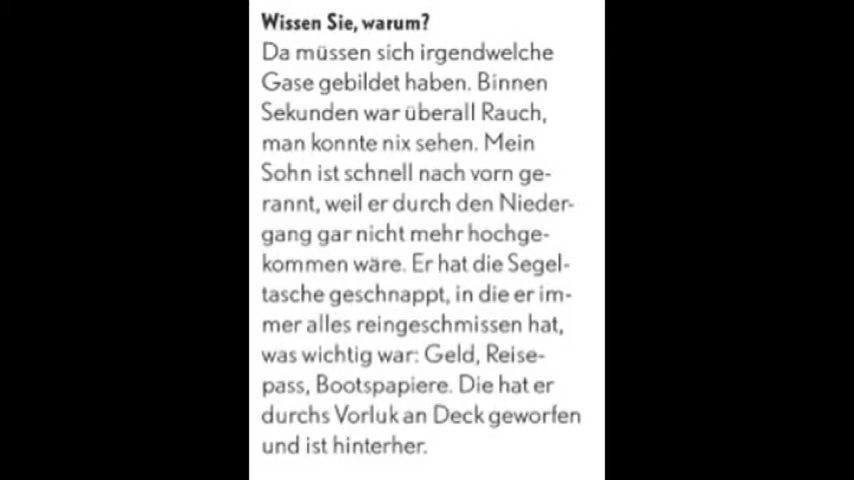 Wissen Sie, warum?
Da müssen sich irgendwelche
Gase gebildet haben. Binnen
Sekunden war überall Rauch,
man konnte nix sehen. Mein
Sohn ist schnell nach vorn ge-
rannt, weil er durch den Nieder-
gang gar nicht mehr hochge-
kommen wäre. Er hat die Segel-
tasche geschnappt, in die er im-
mer alles reingeschmissen hat,
was wichtig war: Geld, Reise-
pass, Bootspapiere. Die hat er
durchs Vorluk an Deck geworfen
und ist hinterher.